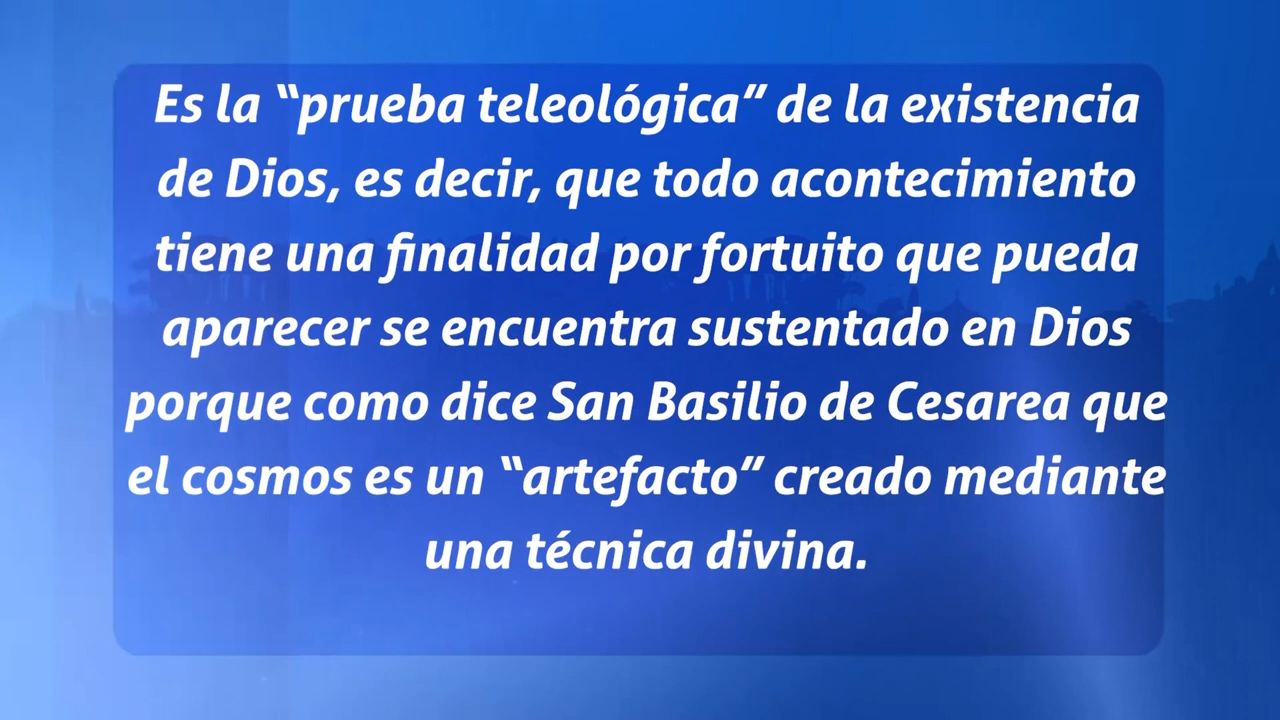 Es la “prueba teleológica” de la existencia
de Dios, es decir, que todo acontecimiento
tiene una finalidad por fortuito que pueda
aparecer se encuentra sustentado en Dios
porque como dice San Basilio de Cesarea que
el cosmos es un “artefacto” creado mediante
una técnica divina.